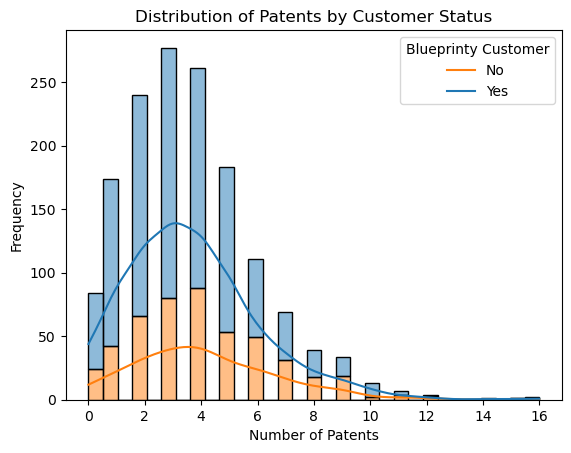 Distribution of Patents by Customer Status
Blueprinty Customer
No
Yes
Frequency
250
200
150
100
50
0
0 2 4 6 8 10 12 14 16
Number of Patents